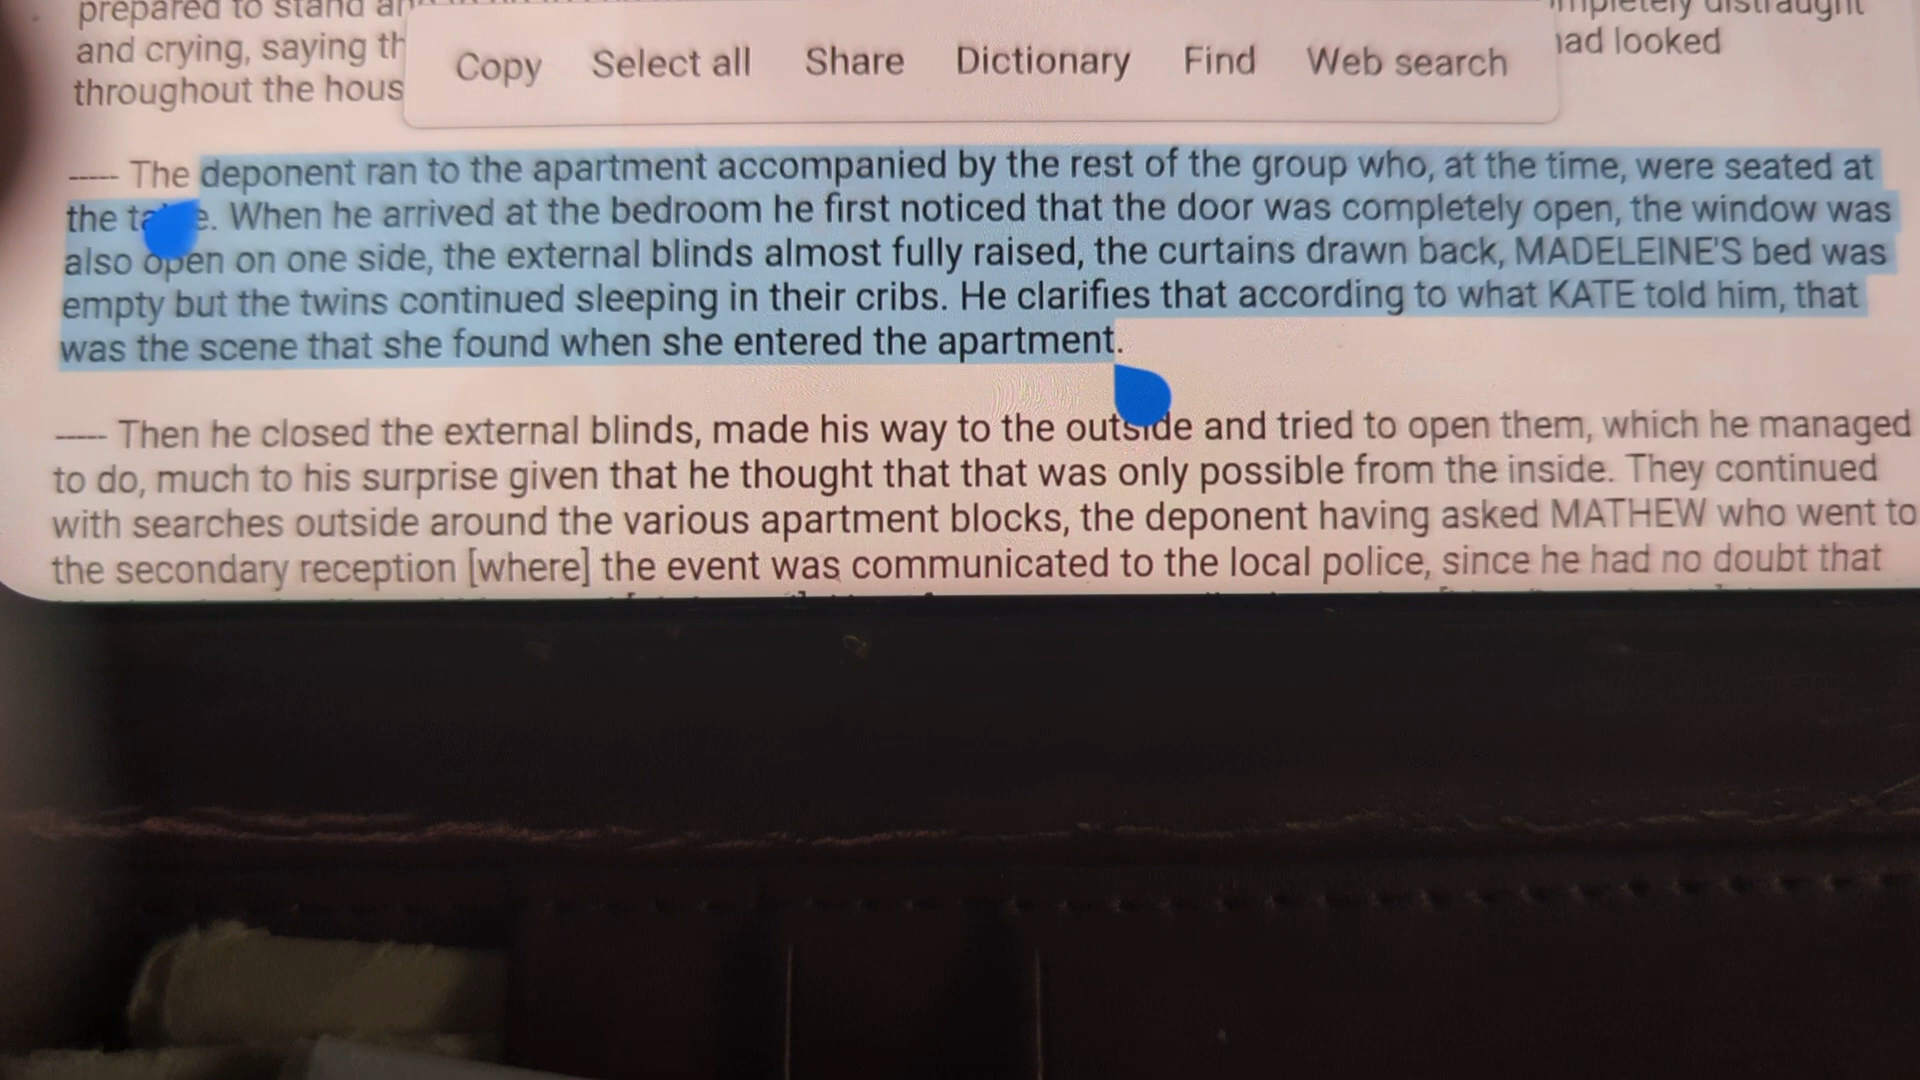 prepared to stand an
mpletely distraught
and crying, saying th
had looked
throughout the hous
Copy Select all Share Dictionary Find Web search
----- The deponent ran to the apartment accompanied by the rest of the group who, at the time, were seated at
the table. When he arrived at the bedroom he first noticed that the door was completely open, the window was
also open on one side, the external blinds almost fully raised, the curtains drawn back, MADELEINE'S bed was
empty but the twins continued sleeping in their cribs. He clarifies that according to what KATE told him, that
was the scene that she found when she entered the apartment.
----- Then he closed the external blinds, made his way to the outside and tried to open them, which he managed
to do, much to his surprise given that he thought that that was only possible from the inside. They continued
with searches outside around the various apartment blocks, the deponent having asked MATHEW who went to
the secondary reception [where] the event was communicated to the local police, since he had no doubt that